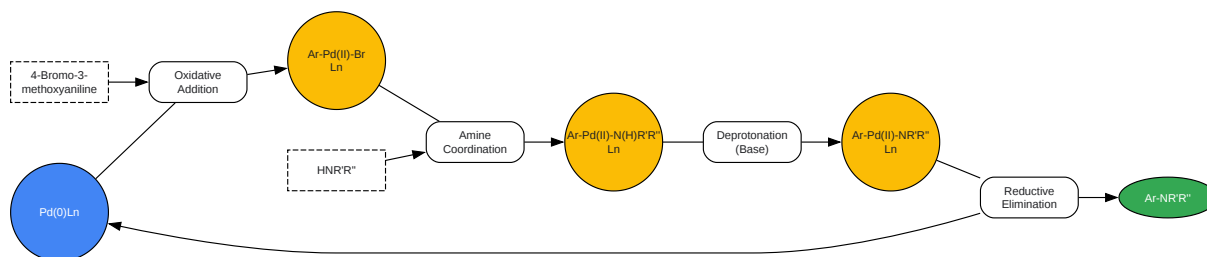 4-Bromo-3-
methoxyaniline
Oxidative
Addition
Ar-Pd(II)-Br
Ln
HNR'R"
Amine
Coordination
Ar-Pd(II)-N(H)R'R"
Ln
Deprotonation
(Base)
Ar-Pd(II)-NR'R"
Ln
Reductive
Elimination
Ar-NR'R"
Pd(0)Ln